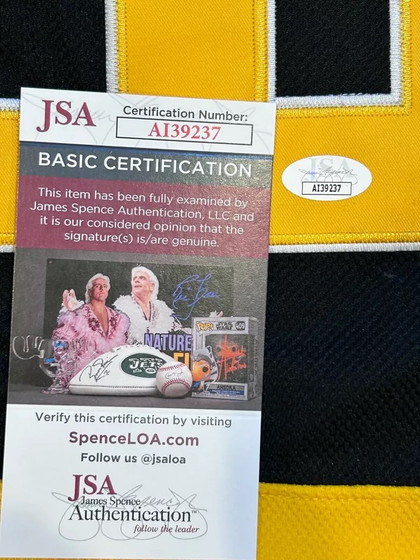 JSA
Certification Number:
AI39237
BASIC CERTIFICATION
This item has been fully examined by
James Spence Authentication, LLC and
it is our considered opinion that the
signature(s) is/are genuine.
NATURE
JETS
Verify this certification by visiting
SpenceLOA.com
Follow us @jsaloa
JSA
James Spence
Authentication™
follow the leader
JSA
AI39237